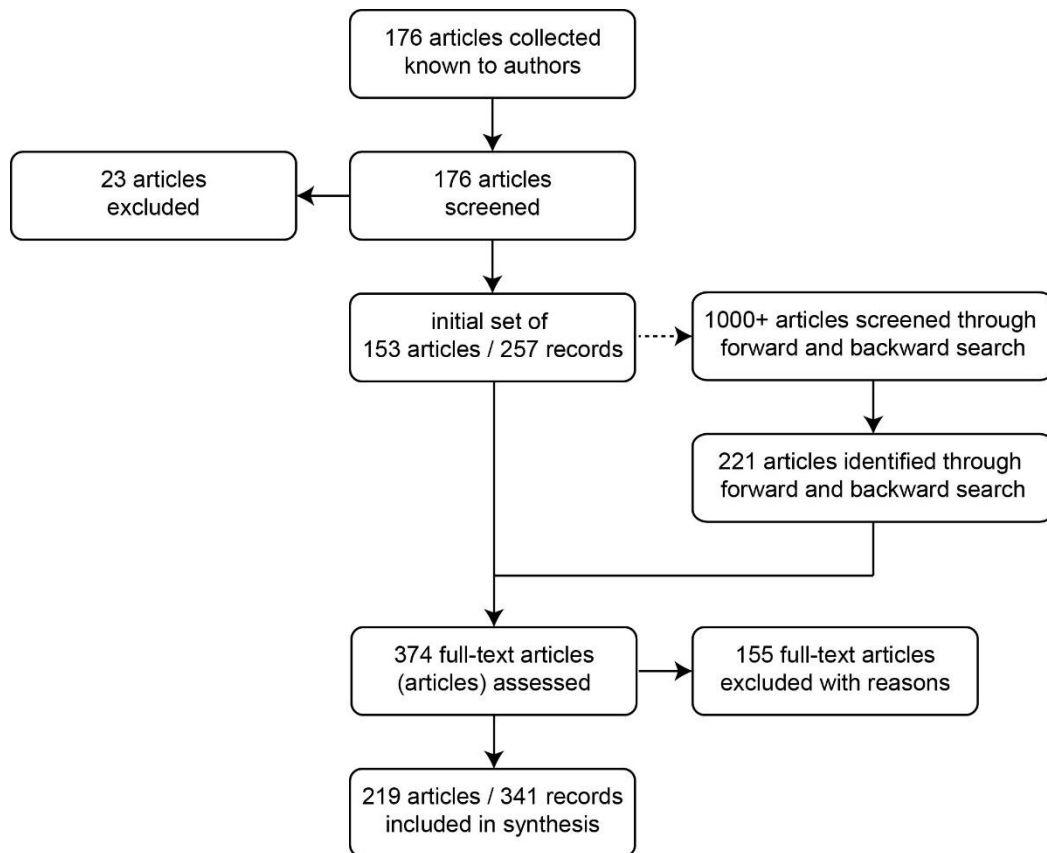 176 articles collected
known to authors
23 articles
excluded
176 articles
screened
initial set of
153 articles / 257 records
1000+ articles screened through
forward and backward search
221 articles identified through
forward and backward search
374 full-text articles
(articles) assessed
155 full-text articles
excluded with reasons
219 articles / 341 records
included in synthesis